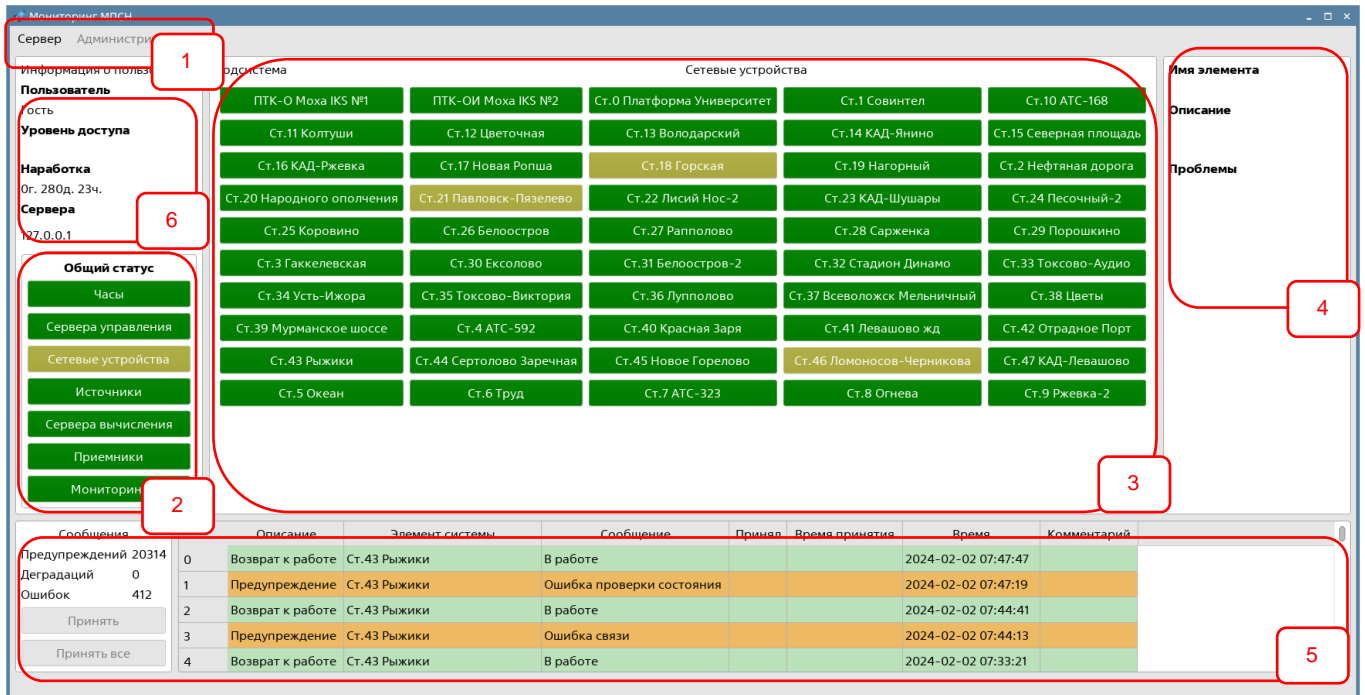 Мониторинг МПСН
Сервер Администри
1
Информация о пользо
Пользователь
Гость
Уровень доступа
Наработка
0г. 280д. 23ч.
Сервера
127.0.0.1
6
Общий статус
Часы
Сервера управления
Сетевые устройства
Источники
Сервера вычисления
Приемники
Мониторин
2
одсистема Сетевые устройства
ПТК-О Moxa IKS №1 ПТК-ОИ Moxa IKS №2 Ст.0 Платформа Университет Ст.1 Совинтел Ст.10 АТС-168
Ст.11 Колтуши Ст.12 Цветочная Ст.13 Володарский Ст.14 КАД-Янино Ст.15 Северная площадь
Ст.16 КАД-Ржевка Ст.17 Новая Ропша Ст.18 Горская Ст.19 Нагорный Ст.2 Нефтяная дорога
Ст.20 Народного ополчения Ст.21 Павловск-Пязелево Ст.22 Лисий Нос-2 Ст.23 КАД-Шушары Ст.24 Песочный-2
Ст.25 Коровино Ст.26 Белоостров Ст.27 Рапполово Ст.28 Сарженка Ст.29 Порошкино
Ст.3 Гаккелевская Ст.30 Ексолово Ст.31 Белоостров-2 Ст.32 Стадион Динамо Ст.33 Токсово-Аудио
Ст.34 Усть-Ижора Ст.35 Токсово-Виктория Ст.36 Лупполово Ст.37 Всеволожск Мельничный Ст.38 Цветы
Ст.39 Мурманское шоссе Ст.4 АТС-592 Ст.40 Красная Заря Ст.41 Левашово жд Ст.42 Отрадное Порт
Ст.43 Рыжики Ст.44 Сертолово Заречная Ст.45 Новое Горелово Ст.46 Ломоносов-Черникова Ст.47 КАД-Левашово
Ст.5 Океан Ст.6 Труд Ст.7 АТС-323 Ст.8 Огнева Ст.9 Ржевка-2
3
Имя элемента
Описание
Проблемы
4
Сообщения
Предупреждений 20314
Деградаций 0
Ошибок 412
Принять
Принять все
Описание Элемент системы Сообщение Принял Время принятия Время Комментарий
0 Возврат к работе Ст.43 Рыжики В работе 2024-02-02 07:47:47
1 Предупреждение Ст.43 Рыжики Ошибка проверки состояния 2024-02-02 07:47:19
2 Возврат к работе Ст.43 Рыжики В работе 2024-02-02 07:44:41
3 Предупреждение Ст.43 Рыжики Ошибка связи 2024-02-02 07:44:13
4 Возврат к работе Ст.43 Рыжики В работе 2024-02-02 07:33:21
5